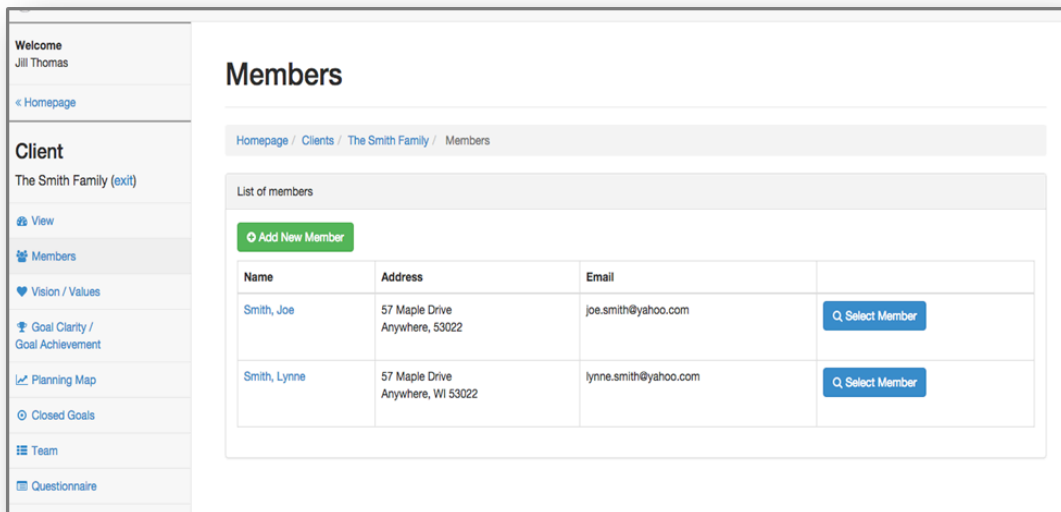 Welcome
Jill Thomas
« Homepage
Client
The Smith Family (exit)
View
Members
Vision / Values
Goal Clarity /
Goal Achievement
Planning Map
Closed Goals
Team
Questionnaire
Members
Homepage / Clients / The Smith Family / Members
List of members
Add New Member
Name Address Email
Smith, Joe 57 Maple Drive joe.smith@yahoo.com Select Member
Anywhere, 53022
Smith, Lynne 57 Maple Drive lynne.smith@yahoo.com Select Member
Anywhere, WI 53022